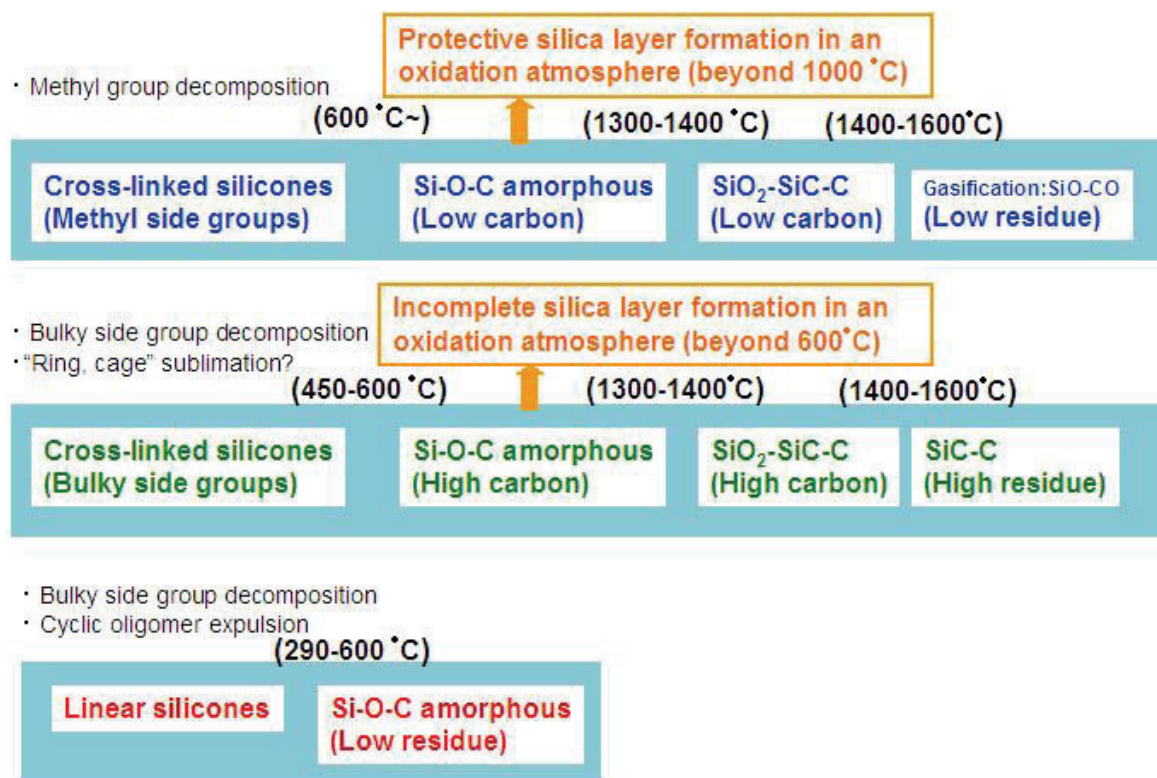 Protective silica layer formation in an
oxidation atmosphere (beyond 1000 °C)
· Methyl group decomposition
(600 °C~)
(1300-1400 °C)
(1400-1600°C)
Cross-linked silicones
(Methyl side groups)
Si-O-C amorphous
(Low carbon)
SiO₂-SiC-C
(Low carbon)
Gasification:SiO-CO
(Low residue)
Incomplete silica layer formation in an
oxidation atmosphere (beyond 600°C)
· Bulky side group decomposition
· “Ring, cage” sublimation?
(450-600 °C)
(1300-1400°C)
(1400-1600°C)
Cross-linked silicones
(Bulky side groups)
Si-O-C amorphous
(High carbon)
SiO₂-SiC-C
(High carbon)
SiC-C
(High residue)
· Bulky side group decomposition
· Cyclic oligomer expulsion
(290-600 °C)
Linear silicones
Si-O-C amorphous
(Low residue)